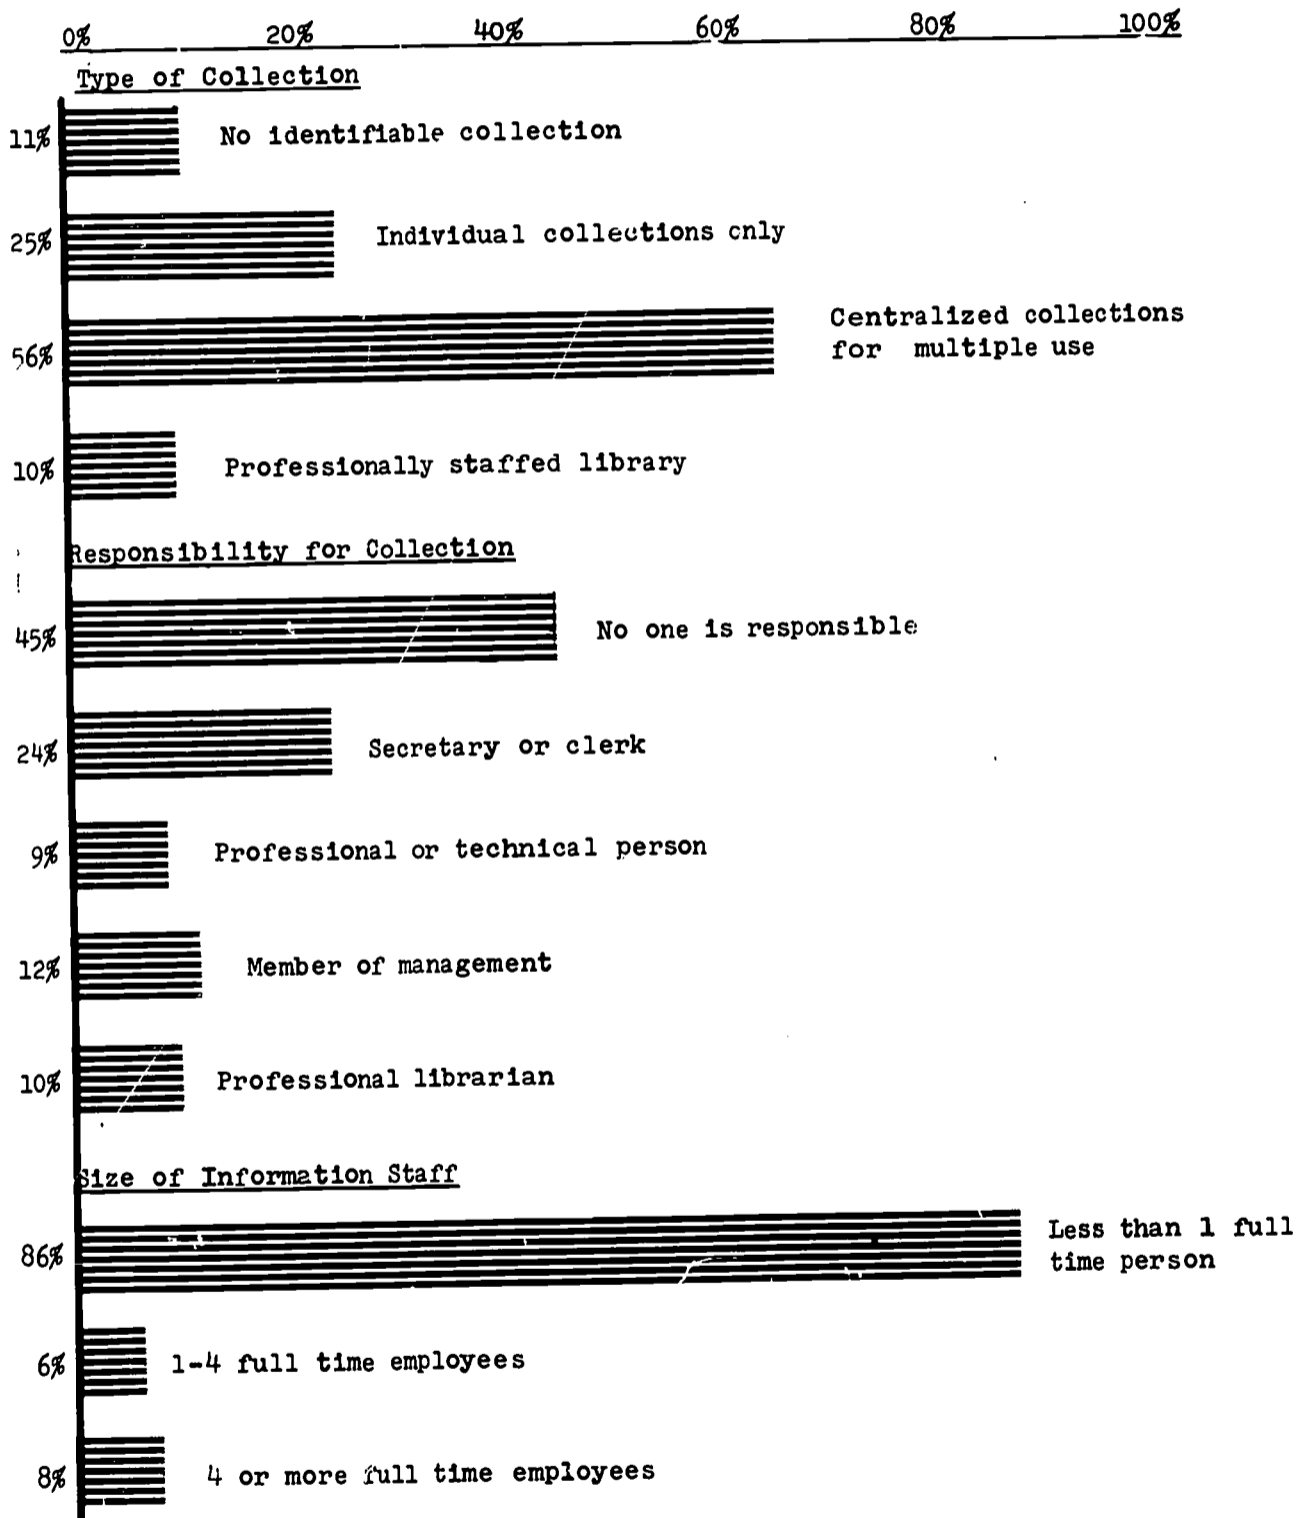 0% 20% 40% 60% 80% 100%
Type of Collection
11% No identifiable collection
25% Individual collections cnly
56% Centralized collections
for multiple use
10% Professionally staffed library
Responsibility for Collection
45% No one is responsible
24% Secretary or clerk
9% Professional or technical person
12% Member of management
10% Professional librarian
Size of Information Staff
86% Less than 1 full
time person
6% 1-4 full time employees
8% 4 or more full time employees